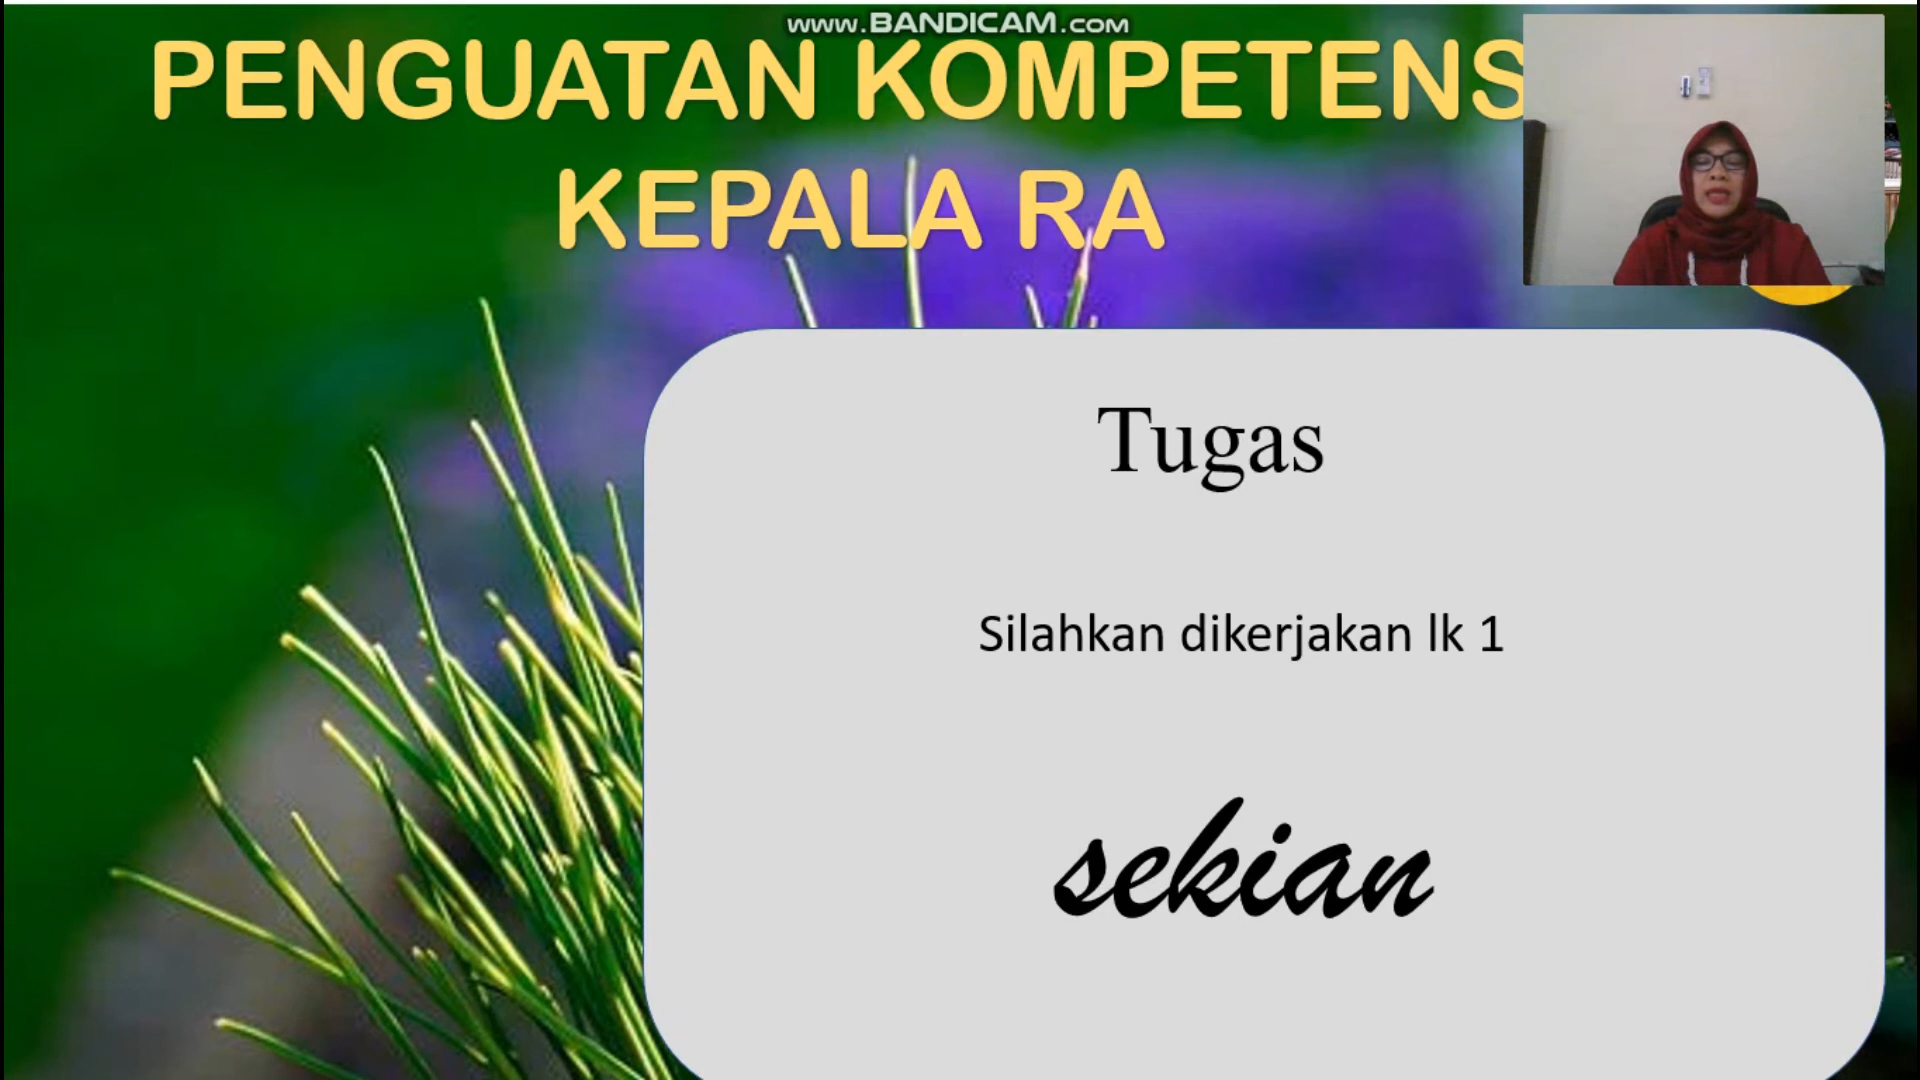 www.BANDICAM.com
PENGUATAN KOMPETENS
KEPALA RA
Tugas
Silahkan dikerjakan lk 1
sekian